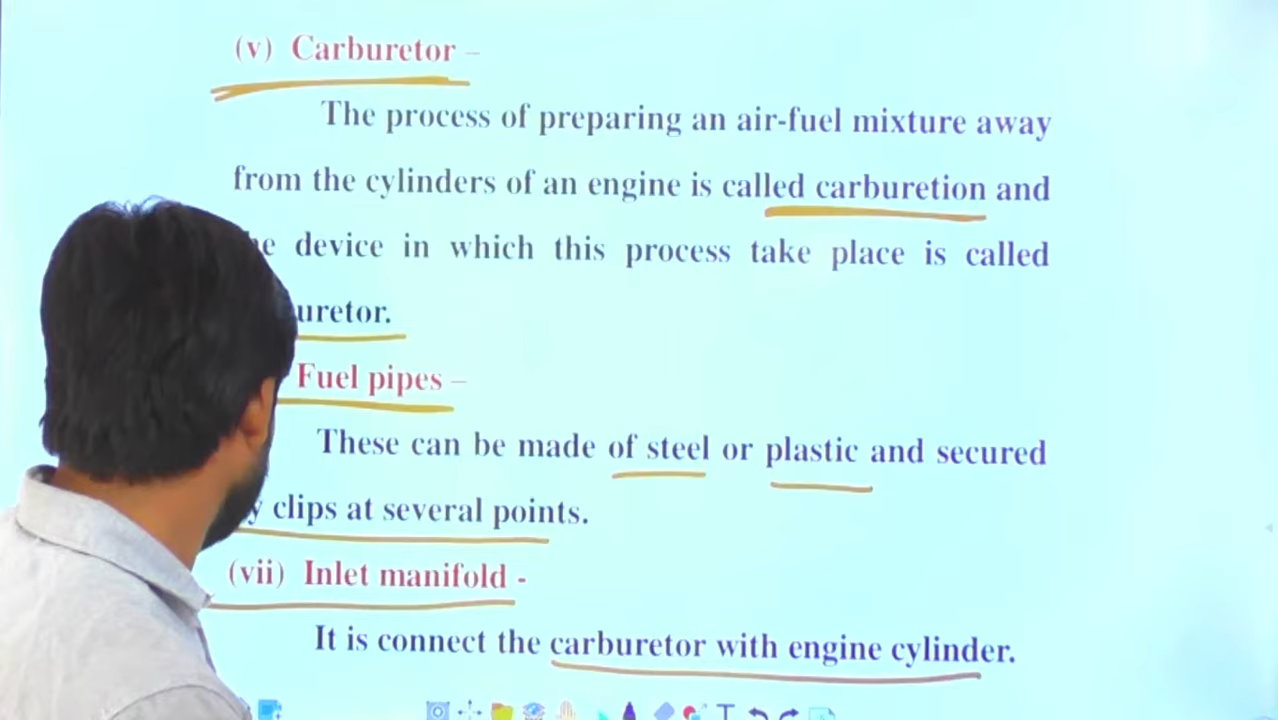 (v) Carburetor –
The process of preparing an air-fuel mixture away
from the cylinders of an engine is called carburetion and
device in which this process take place is called
Fuel pipes –
These can be made of steel or plastic and secured
clips at several points.
(vii) Inlet manifold -
It is connect the carburetor with engine cylinder.